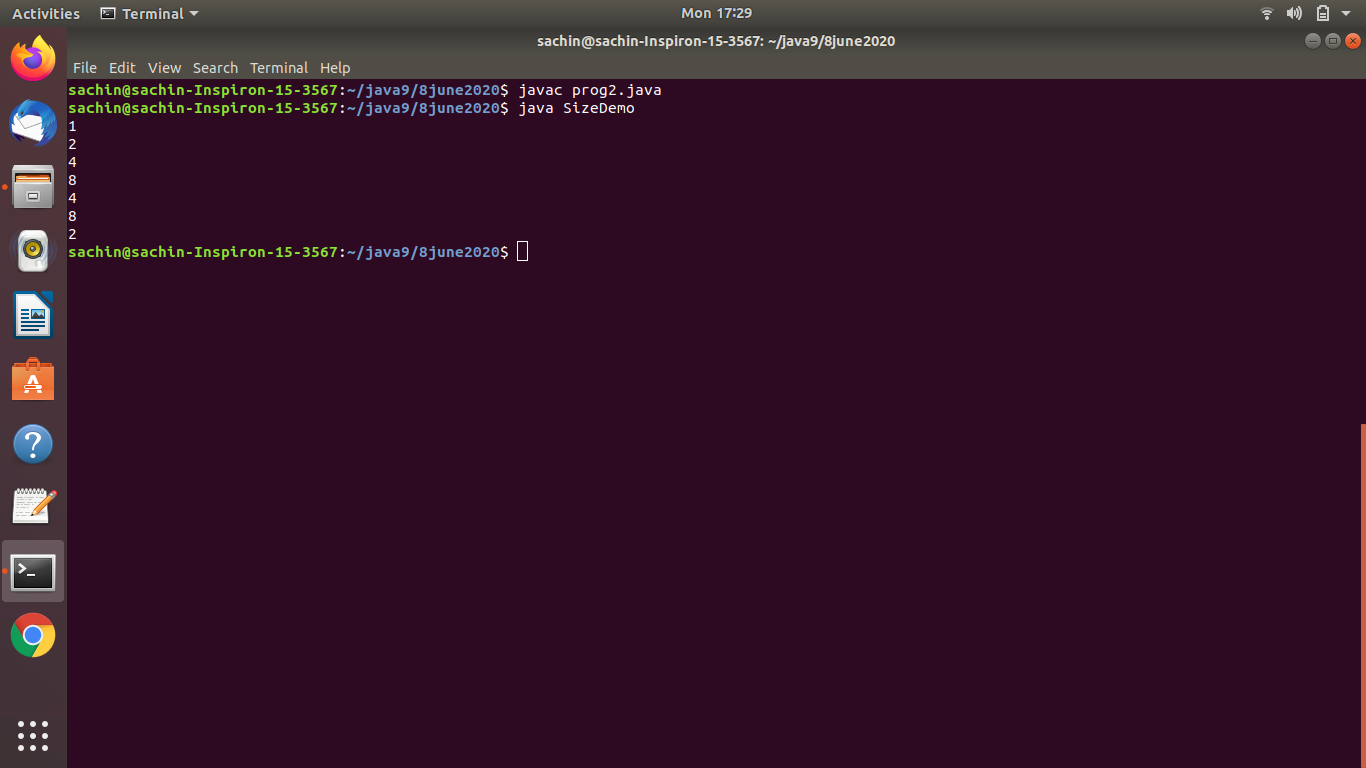 Activities Terminal Mon 17:29
sachin@sachin-Inspiron-15-3567: ~/java9/8june2020
File Edit View Search Terminal Help
sachin@sachin-Inspiron-15-3567:~/java9/8june2020$ javac prog2.java
sachin@sachin-Inspiron-15-3567:~/java9/8june2020$ java SizeDemo
1
2
4
8
4
8
2
sachin@sachin-Inspiron-15-3567:~/java9/8june2020$